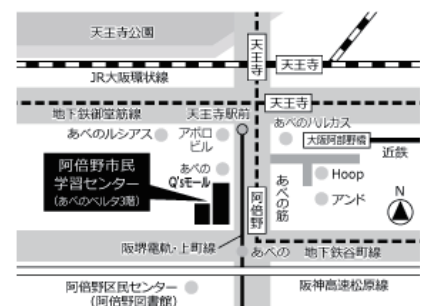 天王寺公園
天王寺
天王寺
JR大阪環状線
天王寺
地下鉄御堂筋線
天王寺駅前
あべのハルカス
あべのルシアス
アポロ
ビル
大阪阿部野橋
近鉄
阿倍野市民
学習センター
(あべのベルタ3階)
あべの
Q'sモール
あべの筋
Hoop
アンド
N
阿倍野
阪堺電軌・上町線
あべの
地下鉄谷町線
阿倍野区民センター
(阿倍野図書館)
阪神高速松原線